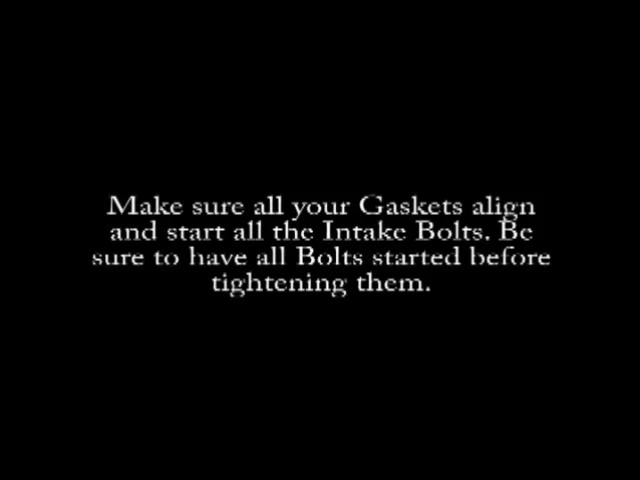 Make sure all your Gaskets align
and start all the Intake Bolts. Be
sure to have all Bolts started before
tightening them.